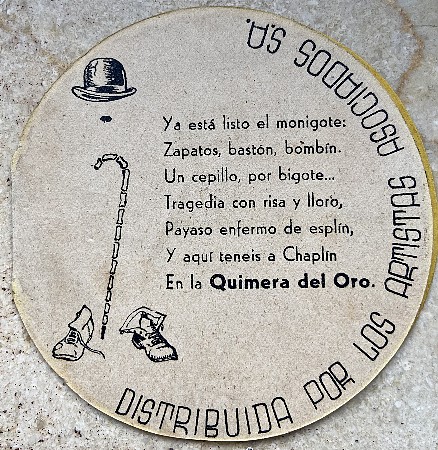 Ya está listo el monigote:
Zapatos, bastón, bombín.
Un cepillo, por bigote...
Tragedia con risa y lloro,
Payaso enfermo de esplín,
Y aquí teneis a Chaplín
En la Quimera del Oro.
DISTRIBUIDA POR LOS ARTISTAS ASOCIADOS S.A.